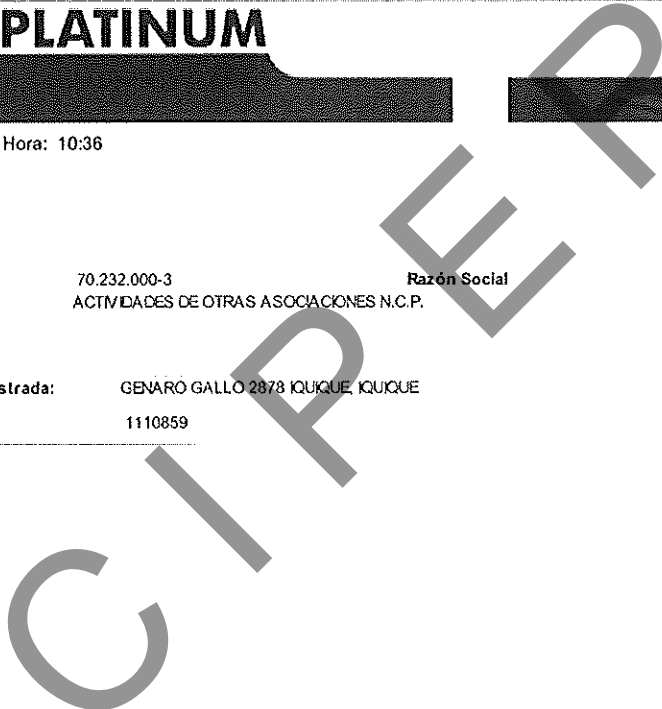 PLATINUM
Hora: 10:36
70.232.000-3 Razón Social
ACTIVIDADES DE OTRAS ASOCIACIONES N.C.P.
strada: GENARO GALLO 2878 IQUIQUE, IQUIQUE
1110859
CIPER